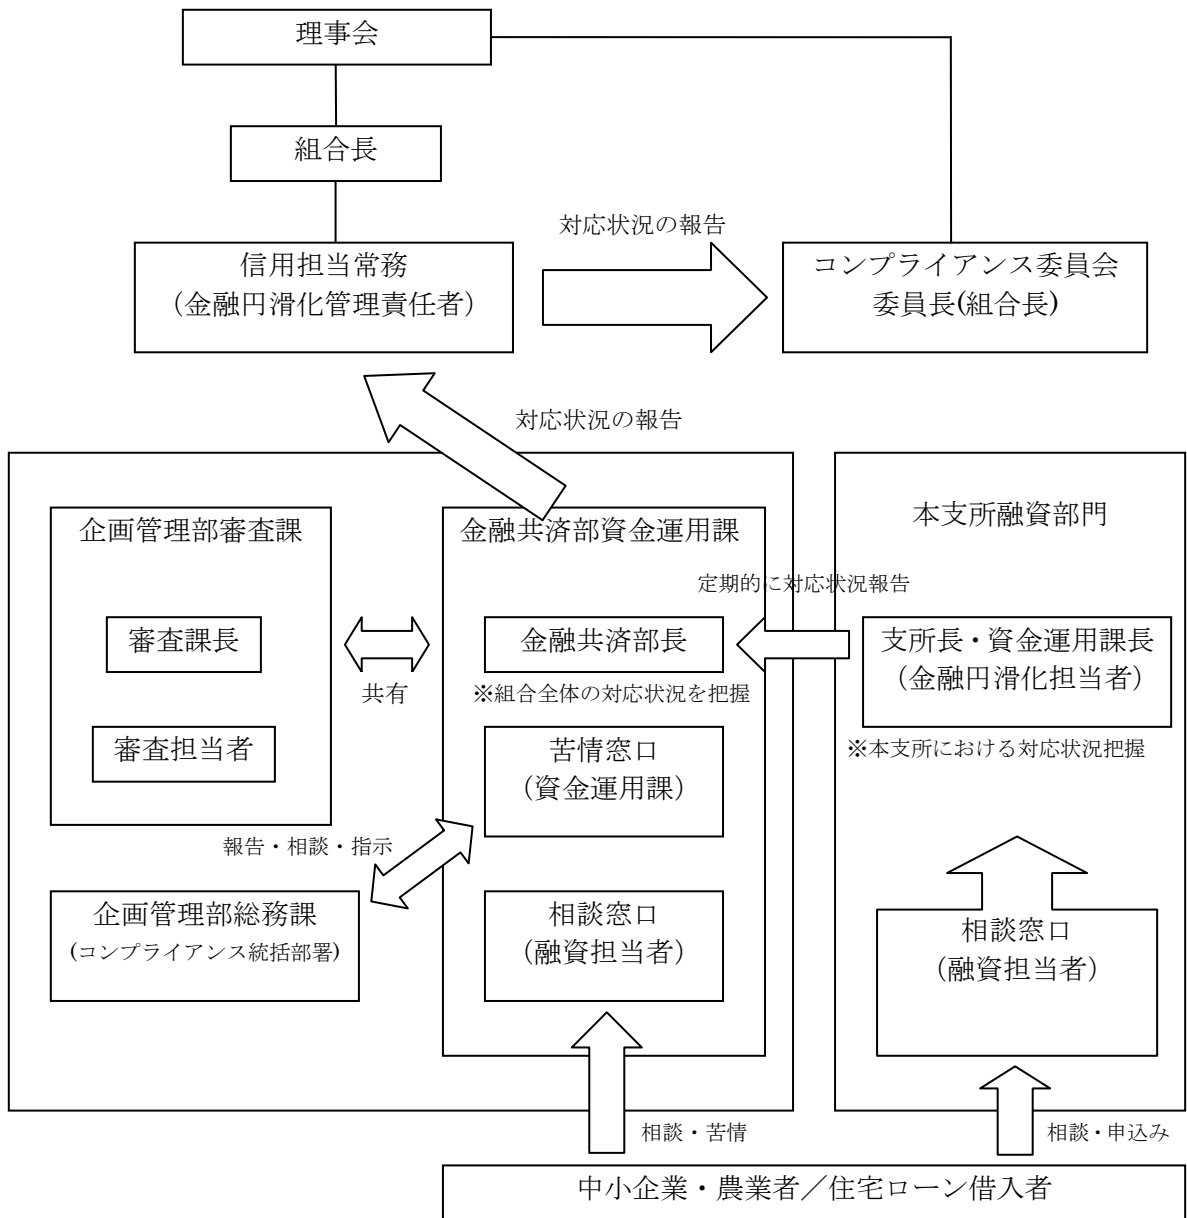 理事会
組合長
対応状況の報告
信用担当常務
（金融円滑化管理責任者）
コンプライアンス委員会
委員長(組合長)
対応状況の報告
企画管理部審査課
金融共済部資金運用課
本支所融資部門
定期的に対応状況報告
審査課長
共有
金融共済部長
※組合全体の対応状況を把握
支所長・資金運用課長
（金融円滑化担当者）
※本支所における対応状況把握
審査担当者
苦情窓口
（資金運用課）
報告・相談・指示
企画管理部総務課
(コンプライアンス統括部署)
相談窓口
（融資担当者）
相談窓口
（融資担当者）
相談・苦情
相談・申込み
中小企業・農業者／住宅ローン借入者